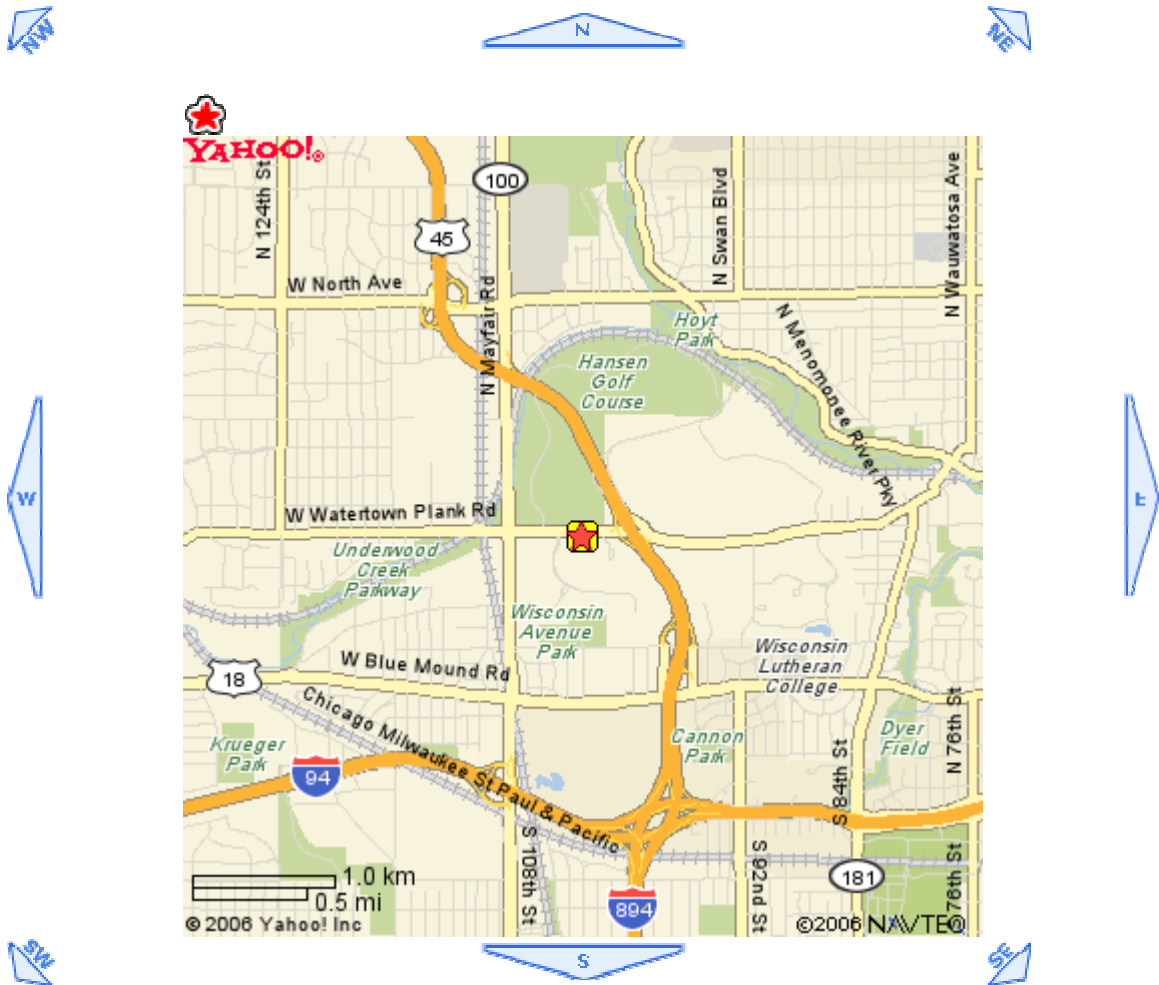 NW
N
NE
YAHOO!®
N 124th St
100
N Swan Blvd
N Wauwatosa Ave
45
W North Ave
N Mayfair Rd
Hoyt
Park
N Menomonee River Pky
Hansen
Golf
Course
W
E
W Watertown Plank Rd
Underwood
Creek
Parkway
Wisconsin
Avenue
Park
Wisconsin
Lutheran
College
W Blue Mound Rd
18
Chicago Milwaukee St Paul & Pacific
Krueger
Park
94
Cannon
Park
Dyer
Field
N 76th St
S 84th St
S 108th St
S 92nd St
76th St
181
1.0 km
0.5 mi
894
© 2006 Yahoo! Inc
©2006 NAVTEQ
SW
S
SE